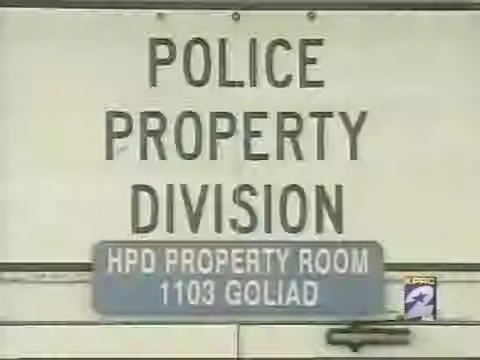 POLICE
PROPERTY
DIVISION
HPD PROPERTY ROOM
1103 GOLIAD
KPRC
2